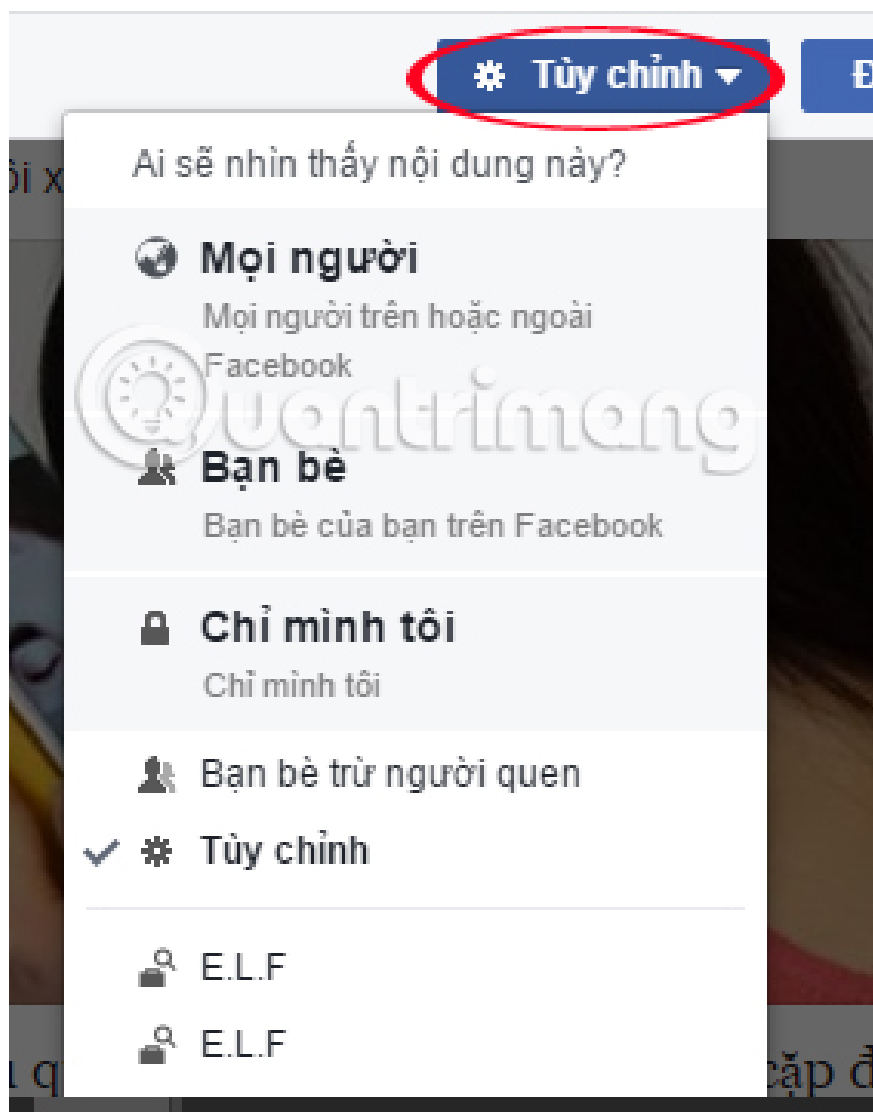 Tùy chỉnh
Ai sẽ nhìn thấy nội dung này?
Mọi người
Mọi người trên hoặc ngoài
Facebook
Quantrimang
Bạn bè
Bạn bè của bạn trên Facebook
Chỉ mình tôi
Chỉ mình tôi
Bạn bè trừ người quen
Tùy chỉnh
E.L.F
E.L.F
cặp